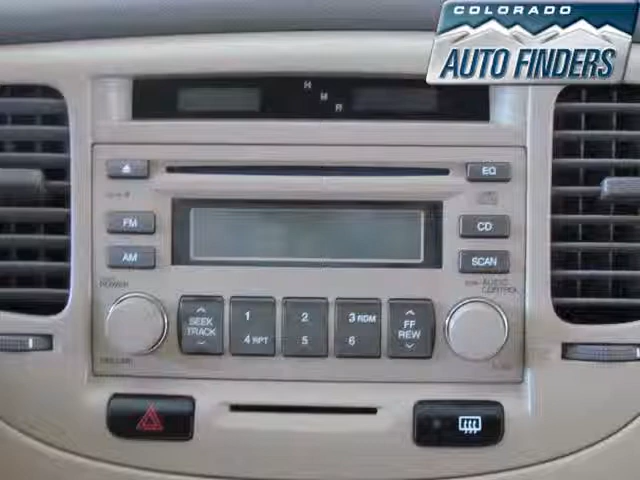 COLORADO
AUTO FINDERS
H
M
R
EQ
FM
CD
AM
SCAN
POWER
AUDIO
CONTROL
SEEK
TRACK
1
2
3 RDM
FF
REW
4 RPT
5
6